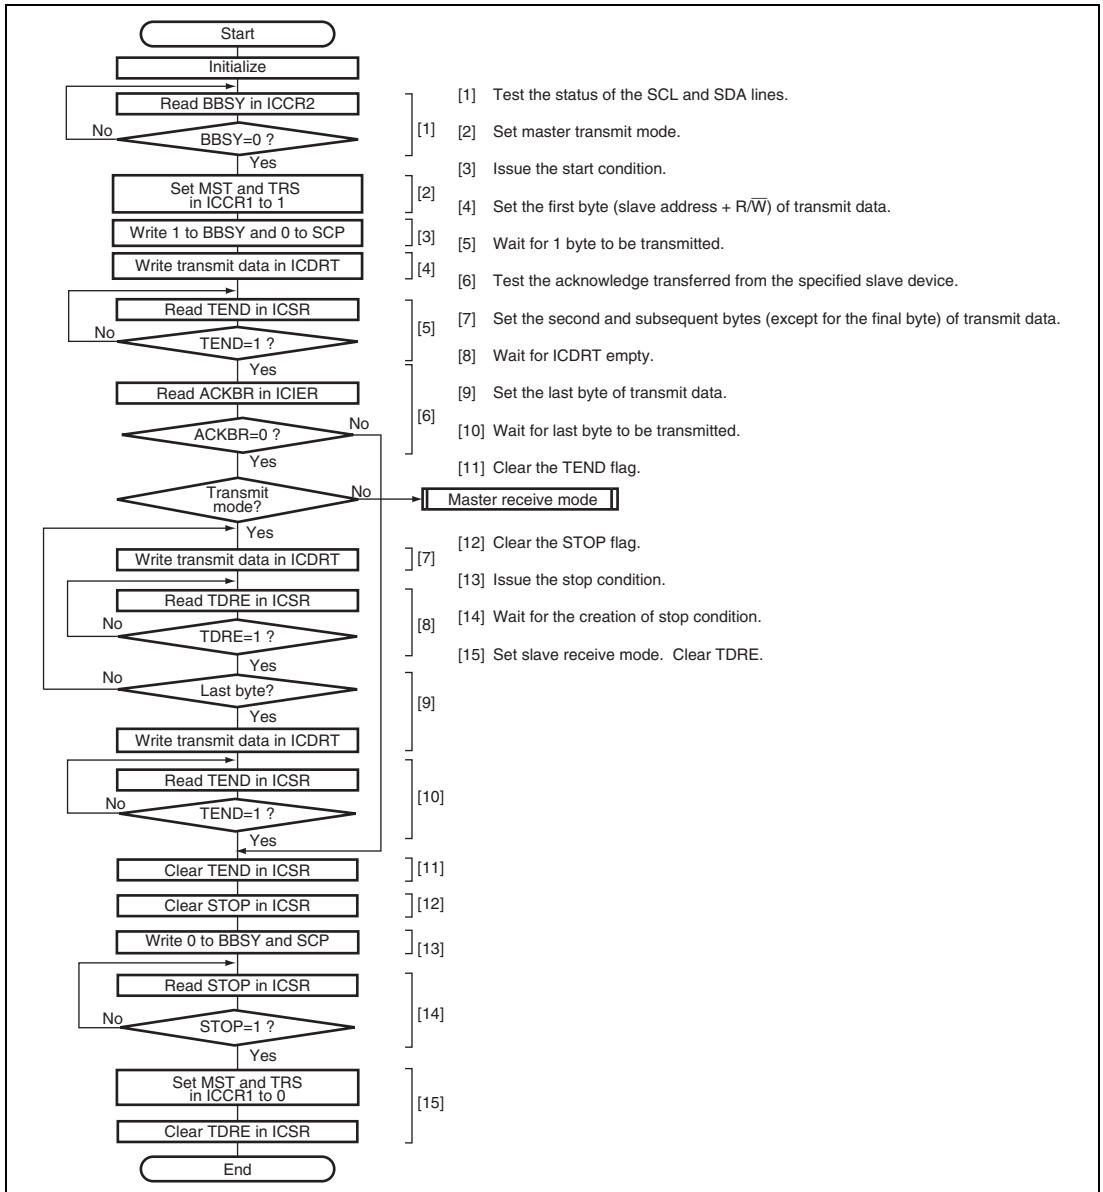 Start
Initialize
Read BBSY in ICCR2
No
BBSY=0 ?
[1]
Yes
Set MST and TRS
in ICCR1 to 1
[2]
Write 1 to BBSY and 0 to SCP
[3]
Write transmit data in ICDRT
[4]
Read TEND in ICSR
No
TEND=1 ?
[5]
Yes
Read ACKBR in ICIER
[6]
No
ACKBR=0 ?
Yes
Transmit
mode?
No
Master receive mode
Yes
Write transmit data in ICDRT
[7]
Read TDRE in ICSR
No
TDRE=1 ?
[8]
Yes
No
Last byte?
[9]
Yes
Write transmit data in ICDRT
Read TEND in ICSR
[10]
No
TEND=1 ?
Yes
Clear TEND in ICSR
[11]
Clear STOP in ICSR
[12]
Write 0 to BBSY and SCP
[13]
Read STOP in ICSR
No
STOP=1 ?
[14]
Yes
Set MST and TRS
in ICCR1 to 0
[15]
Clear TDRE in ICSR
End
[1] Test the status of the SCL and SDA lines.
[2] Set master transmit mode.
[3] Issue the start condition.
[4] Set the first byte (slave address + R/W̅) of transmit data.
[5] Wait for 1 byte to be transmitted.
[6] Test the acknowledge transferred from the specified slave device.
[7] Set the second and subsequent bytes (except for the final byte) of transmit data.
[8] Wait for ICDRT empty.
[9] Set the last byte of transmit data.
[10] Wait for last byte to be transmitted.
[11] Clear the TEND flag.
[12] Clear the STOP flag.
[13] Issue the stop condition.
[14] Wait for the creation of stop condition.
[15] Set slave receive mode. Clear TDRE.